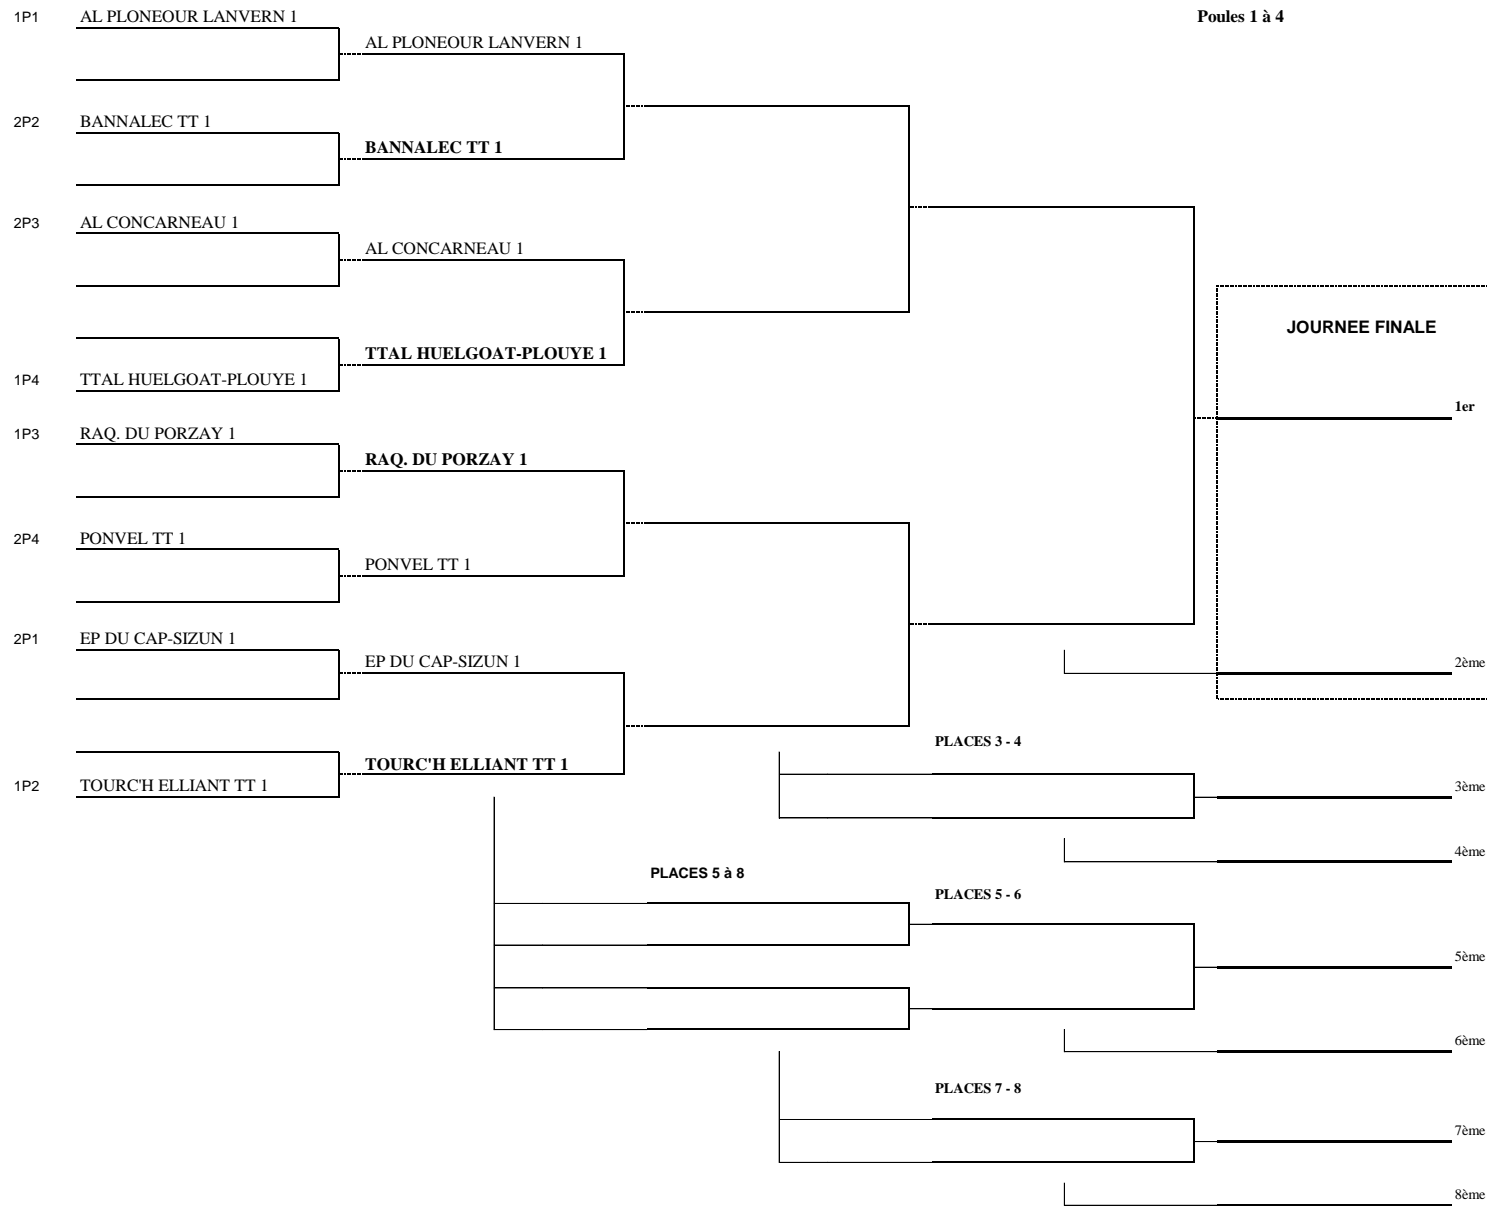 1P1 AL PLONEOUR LANVERN 1 Poules 1 à 4
AL PLONEOUR LANVERN 1
2P2 BANNALEC TT 1
BANNALEC TT 1
2P3 AL CONCARNEAU 1
AL CONCARNEAU 1
JOURNEE FINALE
TTAL HUELGOAT-PLOUYE 1
1P4 TTAL HUELGOAT-PLOUYE 1
1er
1P3 RAQ. DU PORZAY 1
RAQ. DU PORZAY 1
2P4 PONVEL TT 1
PONVEL TT 1
2P1 EP DU CAP-SIZUN 1
EP DU CAP-SIZUN 1
2ème
PLACES 3 - 4
TOURC'H ELLIANT TT 1
1P2 TOURC'H ELLIANT TT 1
3ème
4ème
PLACES 5 à 8
PLACES 5 - 6
5ème
6ème
PLACES 7 - 8
7ème
8ème